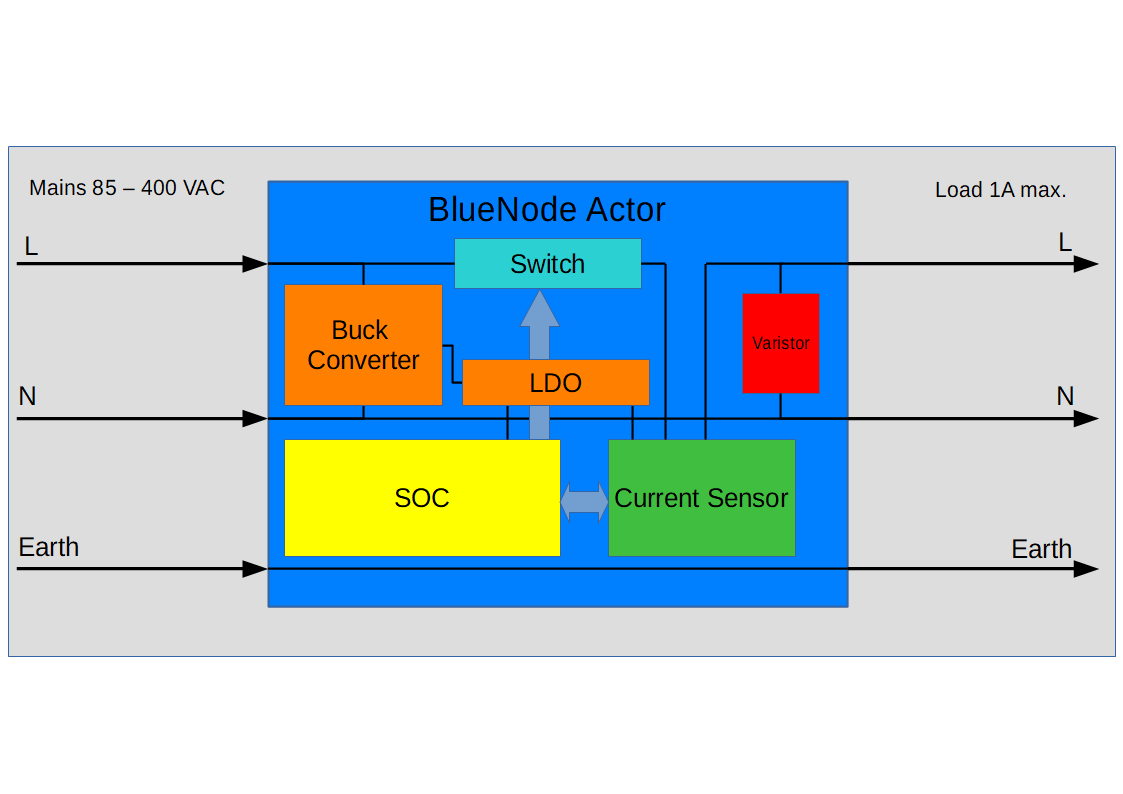 Mains 85 – 400 VAC
BlueNode Actor
Load 1A max.
L
L
Switch
Buck
Converter
Varistor
LDO
N
N
SOC
Current Sensor
Earth
Earth